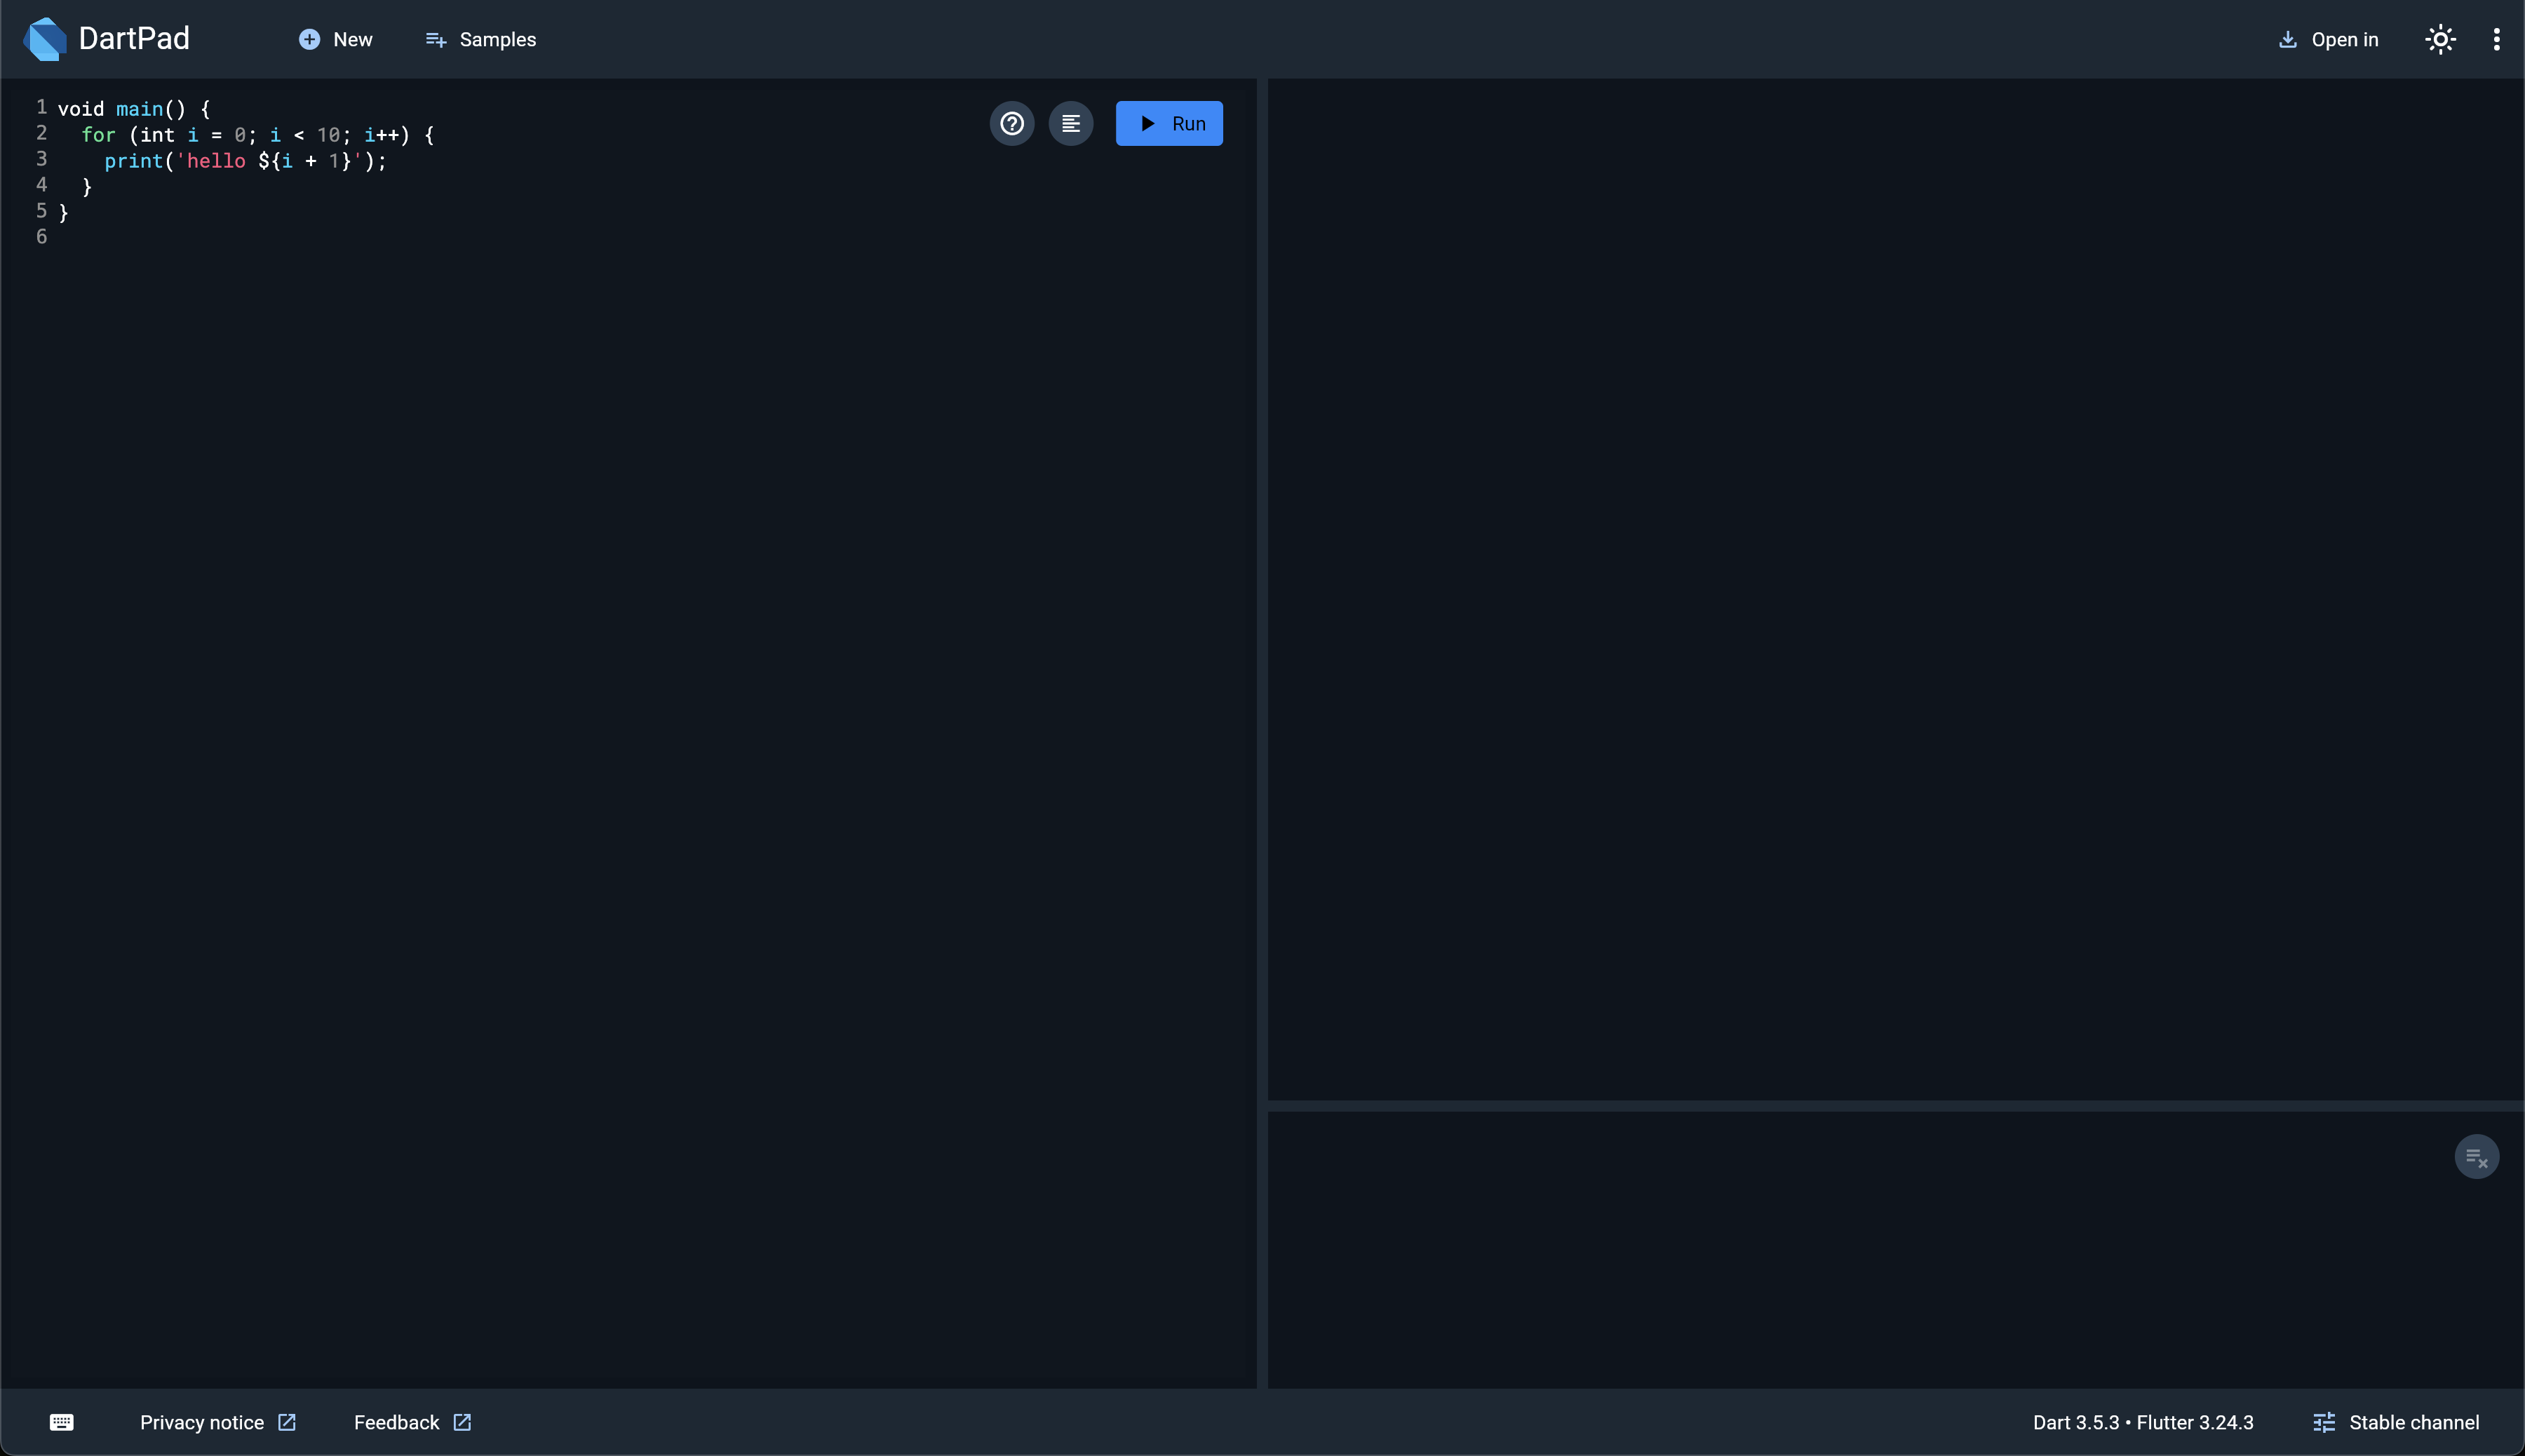 DartPad New Samples Open in
1 void main() {
2   for (int i = 0; i < 10; i++) {
3     print('hello ${i + 1}');
4   }
5 }
6
Run
Privacy notice Feedback Dart 3.5.3 • Flutter 3.24.3 Stable channel